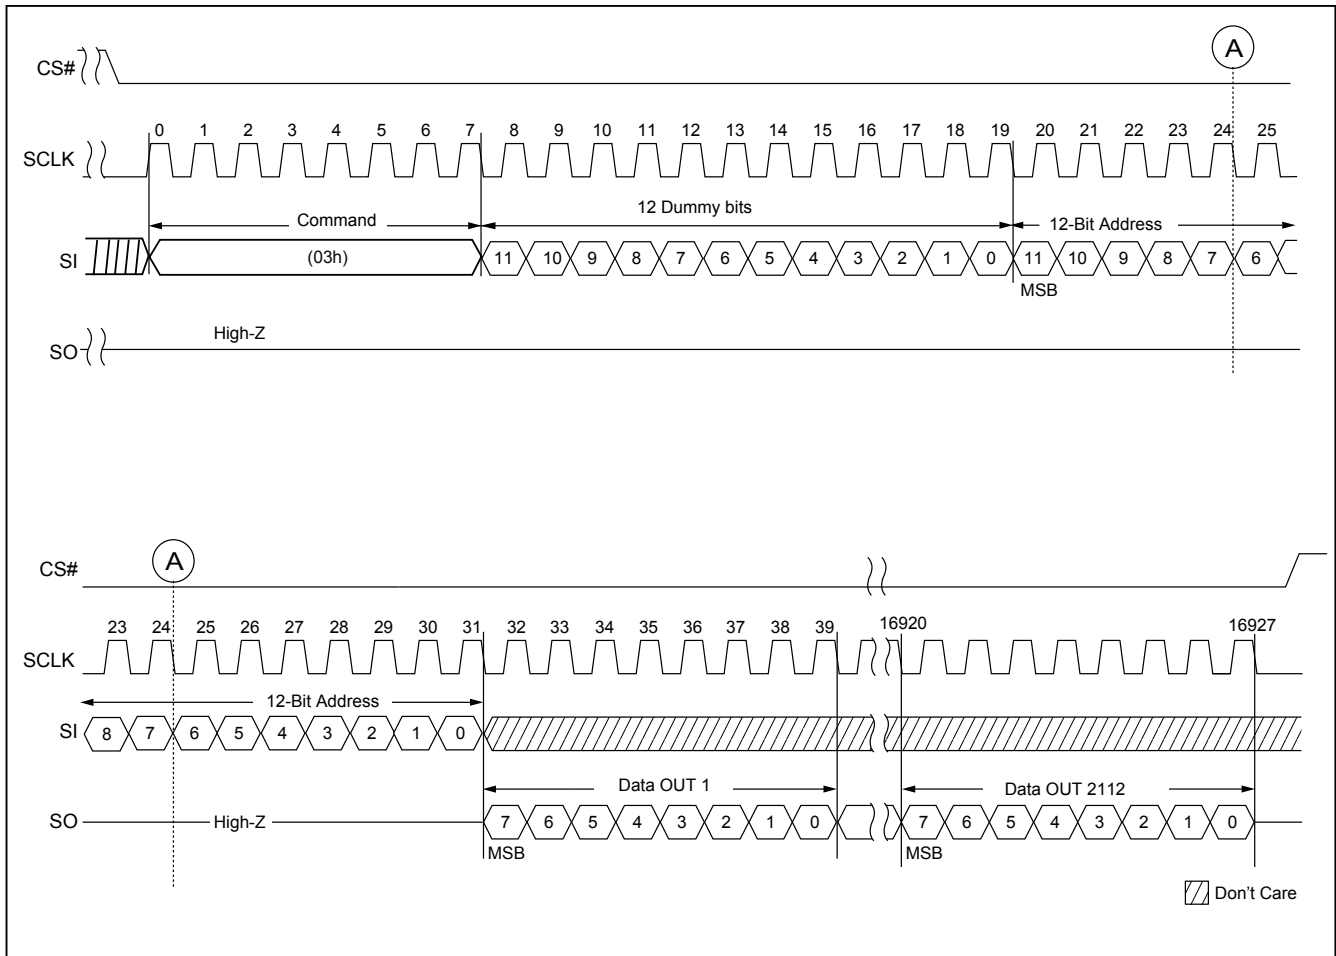 A
CS#
0 1 2 3 4 5 6 7 8 9 10 11 12 13 14 15 16 17 18 19 20 21 22 23 24 25
SCLK
Command 12 Dummy bits 12-Bit Address
SI (03h) 11 10 9 8 7 6 5 4 3 2 1 0 11 10 9 8 7 6
MSB
High-Z
SO
A
CS#
23 24 25 26 27 28 29 30 31 32 33 34 35 36 37 38 39 16920 16927
SCLK
12-Bit Address
SI 8 7 6 5 4 3 2 1 0
Data OUT 1 Data OUT 2112
SO High-Z 7 6 5 4 3 2 1 0 7 6 5 4 3 2 1 0
MSB MSB
Don't Care